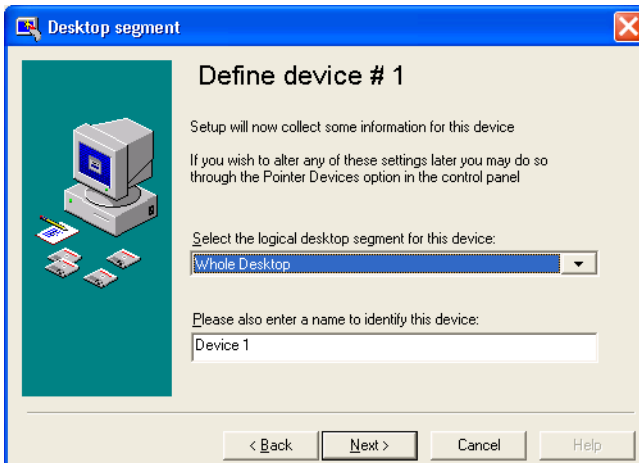 Desktop segment
Define device # 1
Setup will now collect some information for this device
If you wish to alter any of these settings later you may do so
through the Pointer Devices option in the control panel
Select the logical desktop segment for this device:
Whole Desktop
Please also enter a name to identify this device:
Device 1
< Back
Next >
Cancel
Help